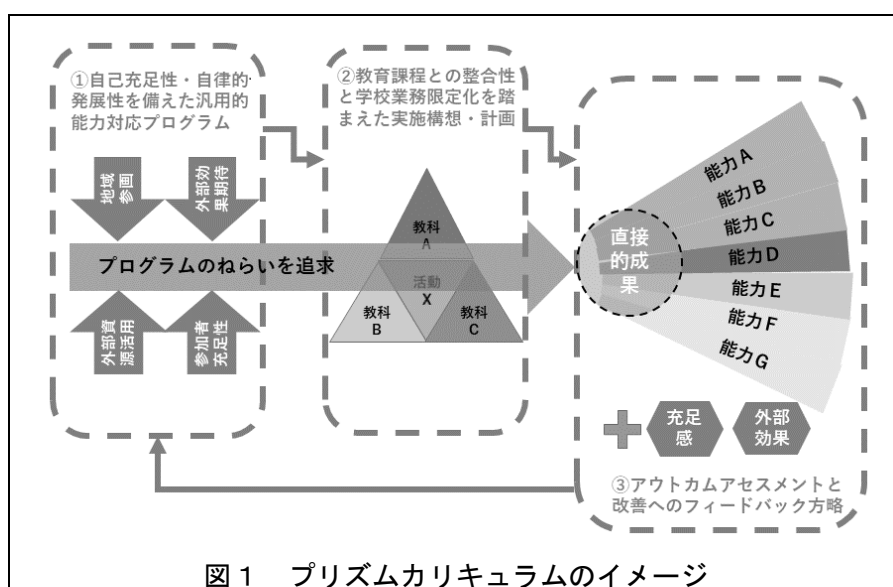 ①自己充足性・自律的
発展性を備えた汎用的
能力対応プログラム
地域
参画
外部効
果期待
プログラムのねらいを追求
外部資
源活用
参加者
充足性
②教育課程との整合性
と学校業務限定化を踏
まえた実施構想・計画
教科
A
活動
X
教科
B
教科
C
直接
的成
果
能力A
能力B
能力C
能力D
能力E
能力F
能力G
充足
感
外部
効果
③アウトカムアセスメントと
改善へのフィードバック方略
図1 プリズムカリキュラムのイメージ